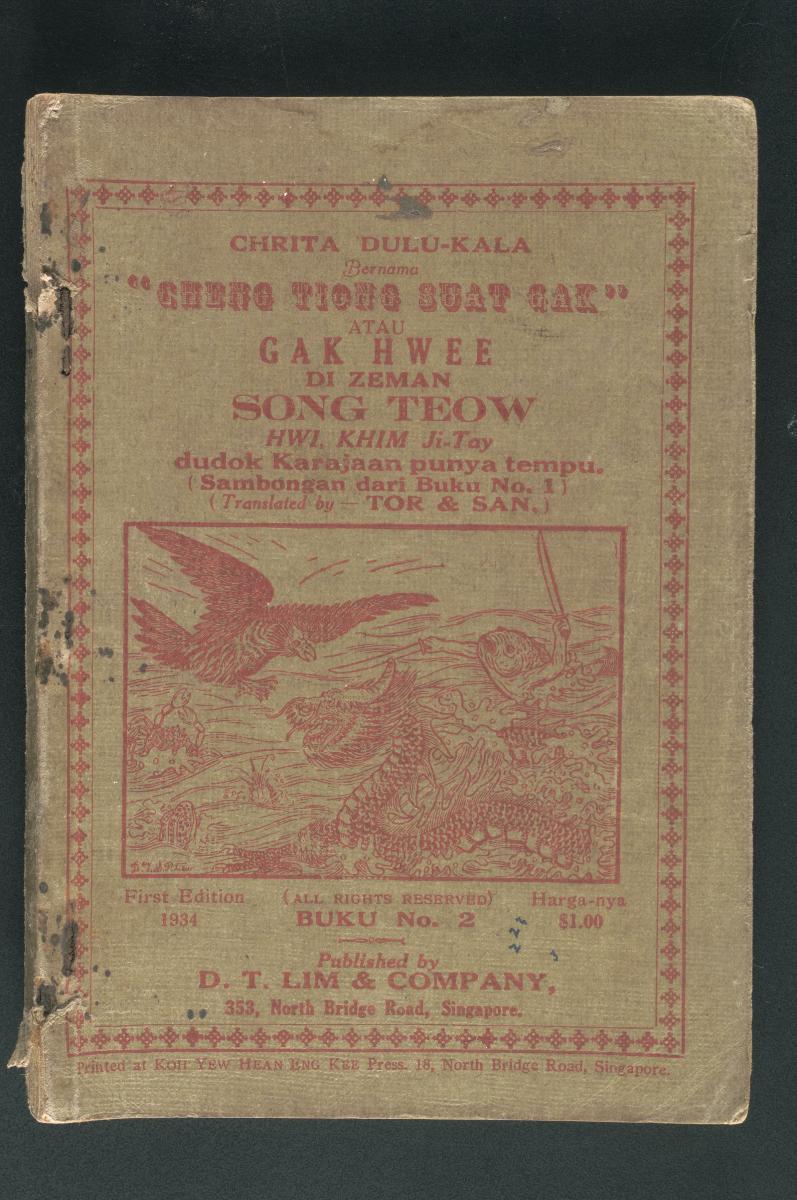 CHRITA DULU-KALA
Bernama
"CHENG TIONG SUAT GAK"
ATAU
GAK HWEE
DI ZEMAN
SONG TEOW
HWI, KHIM Ji-Tay
dudok Karajaan punya tempu.
(Sambongan dari Buku No. 1)
(Translated by — TOR & SAN.)
First Edition (ALL RIGHTS RESERVED) Harga-nya
1934 BUKU No. 2 $1.00
Published by
D. T. LIM & COMPANY,
353, North Bridge Road, Singapore.
Printed at KOH YEW HEAN ENG KEE Press. 18, North Bridge Road, Singapore.